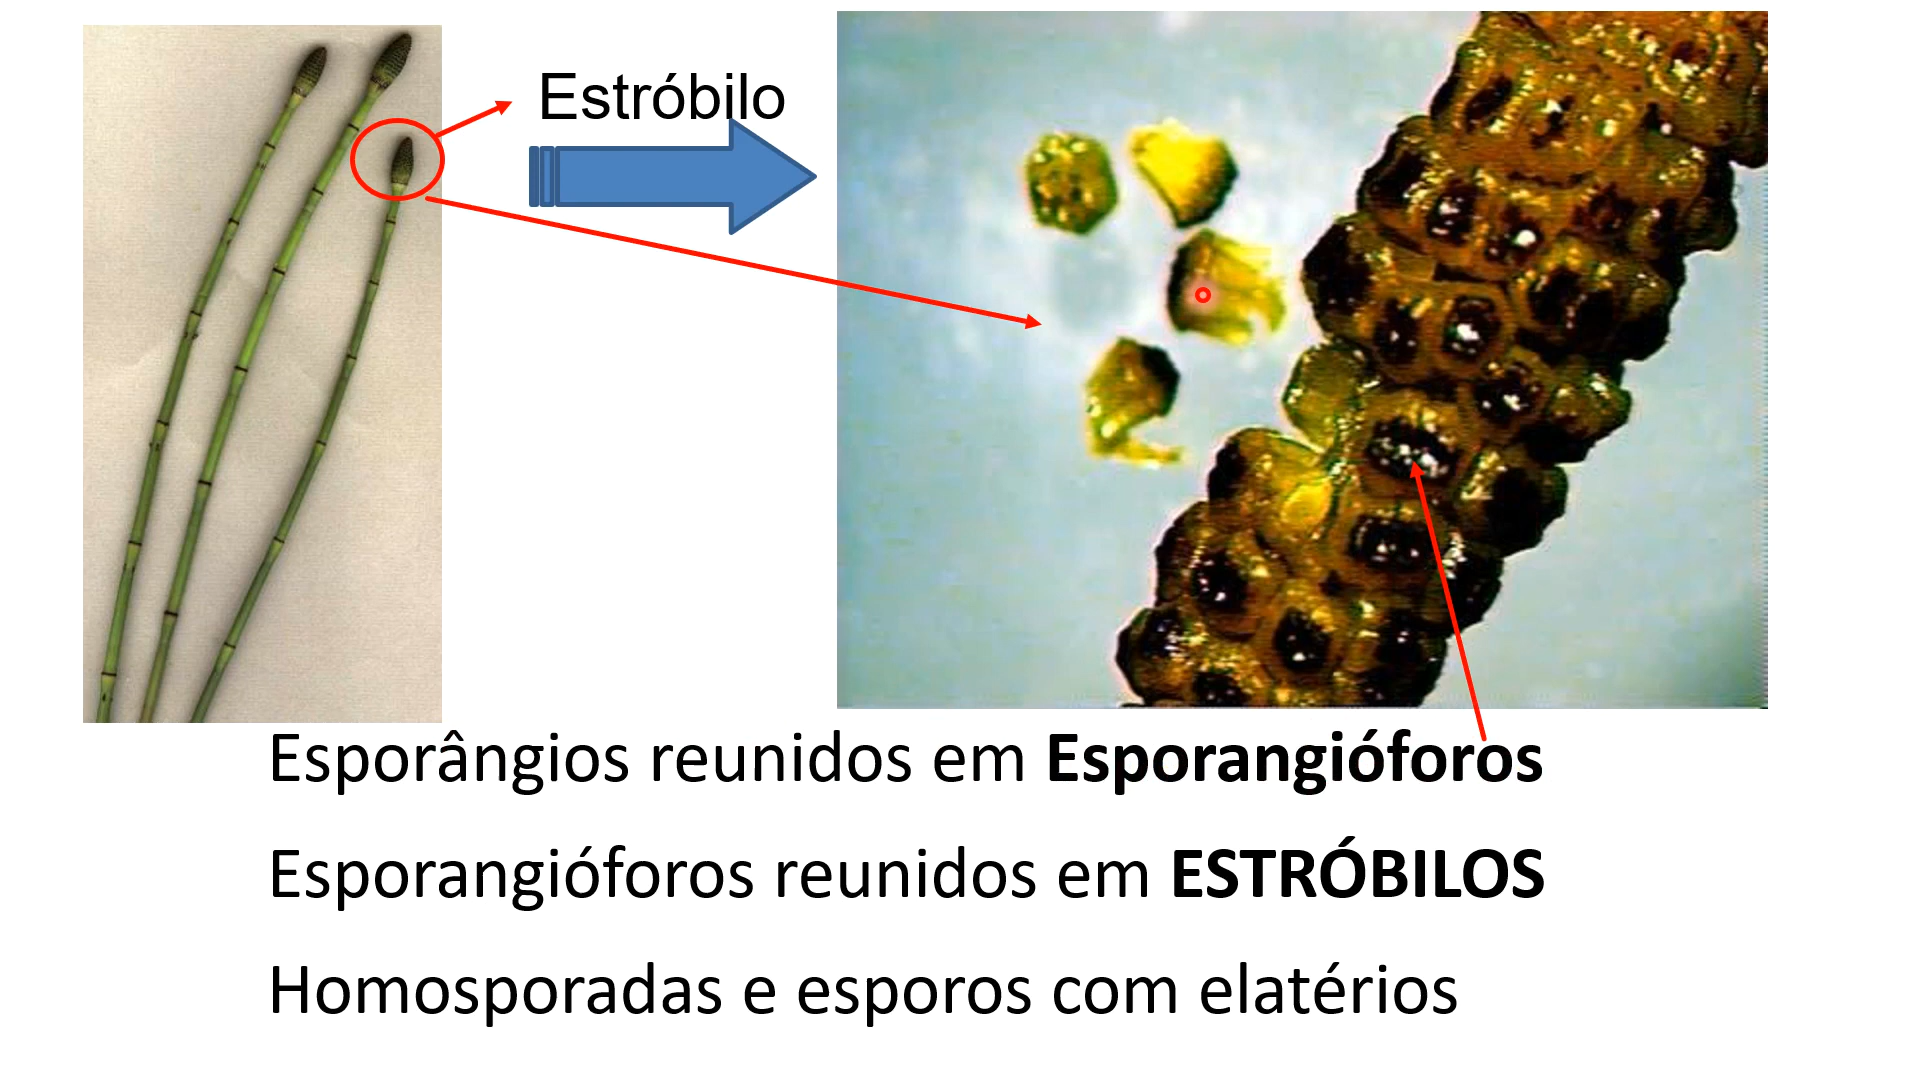 Estróbilo
Esporângios reunidos em Esporangióforos
Esporangióforos reunidos em ESTRÓBILOS
Homosporadas e esporos com elatérios